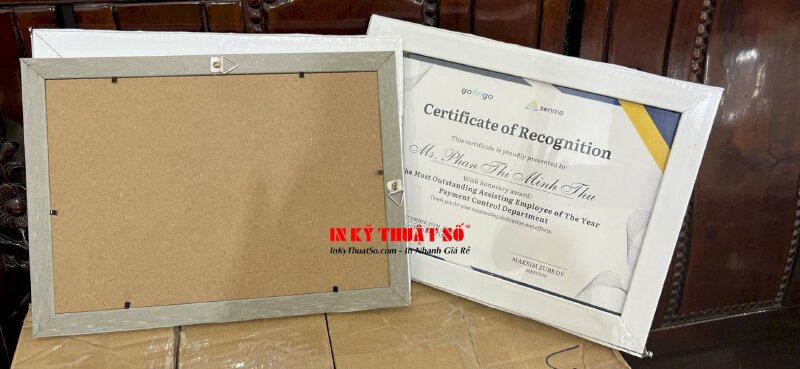 govingo
senmo
Certificate of Recognition
This certificate is proudly presented to:
Ms. Phan Thi Minh Thu
With honorary award:
The Most Outstanding Assisting Employee of The Year
Payment Control Department
Thank you for your outstanding dedication and efforts.
MAKSIM ZUBKOV
DIRECTOR
IN KỸ THUẬT SỐ
InKyThuatSo.com - In Nhanh Giá Rẻ